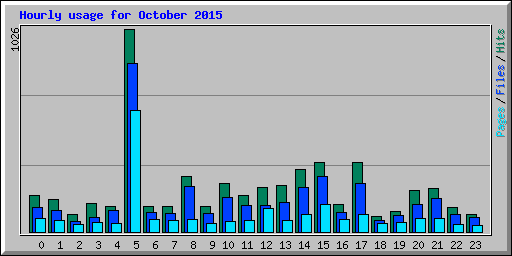 Hourly usage for October 2015
1026
Pages/Files/Hits
0 1 2 3 4 5 6 7 8 9 10 11 12 13 14 15 16 17 18 19 20 21 22 23